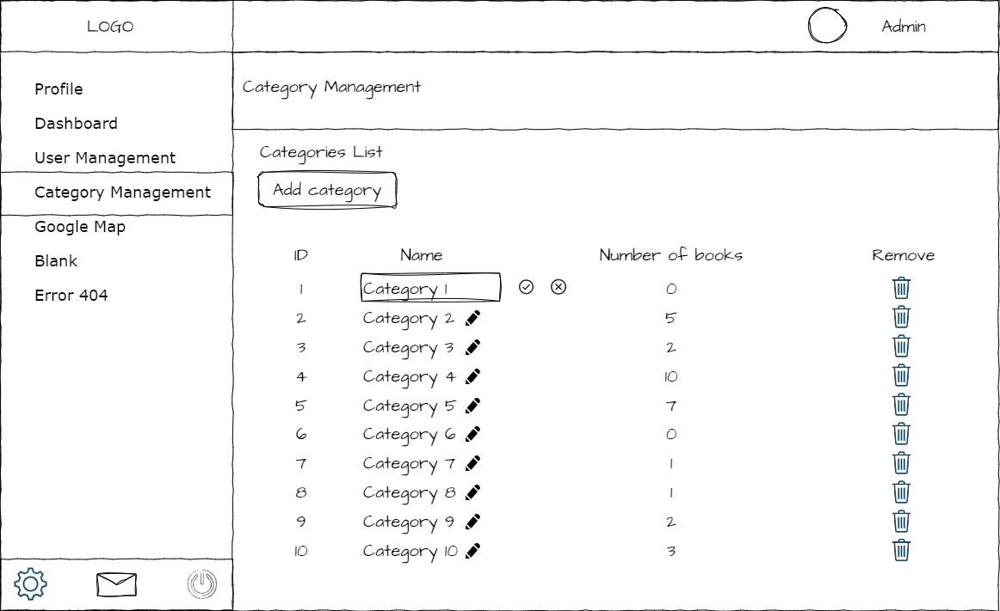 LOGO
Admin
Profile
Dashboard
User Management
Category Management
Google Map
Blank
Error 404
Category Management
Categories List
Add category
ID Name Number of books Remove
1 Category 1 0
2 Category 2 5
3 Category 3 2
4 Category 4 10
5 Category 5 7
6 Category 6 0
7 Category 7 1
8 Category 8 1
9 Category 9 2
10 Category 10 3